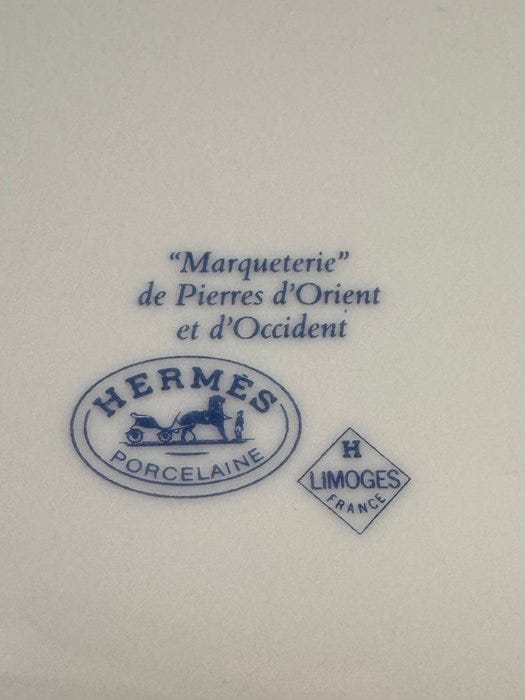 “Marqueterie”
de Pierres d’Orient
et d’Occident
HERMÈS
PORCELAINE
H
LIMOGES
FRANCE